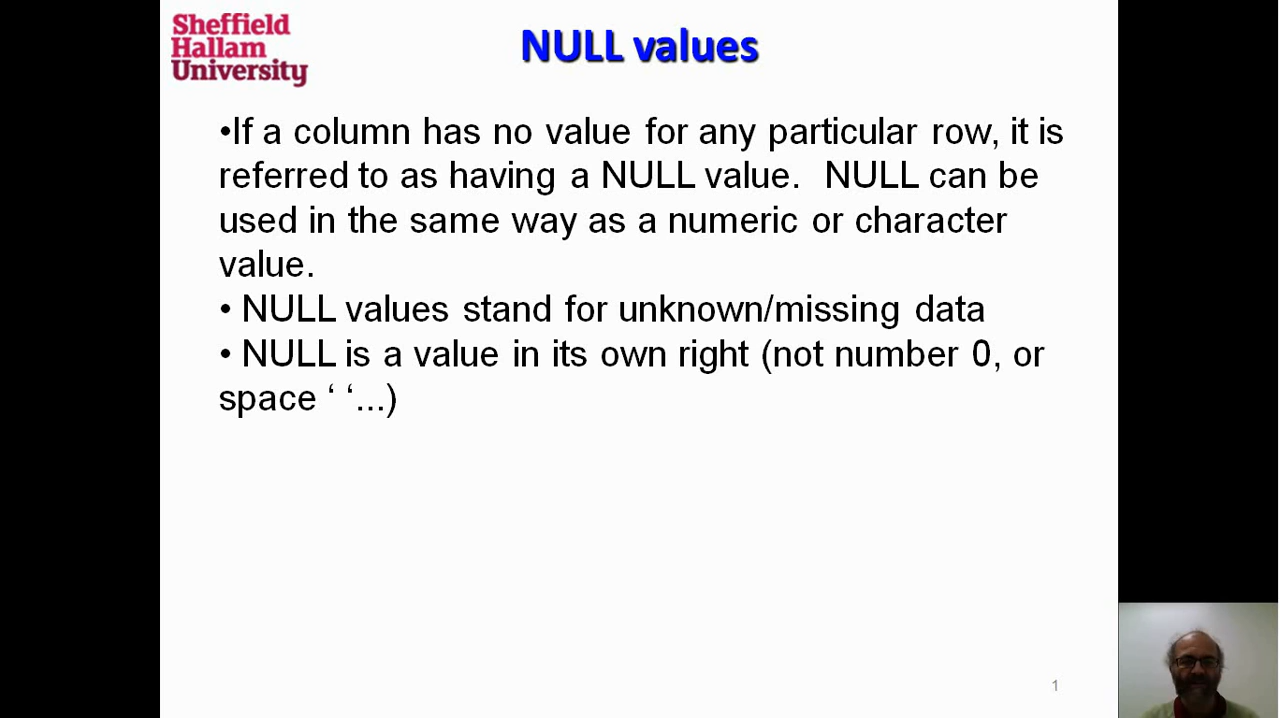 Sheffield
Hallam
University
NULL values
•If a column has no value for any particular row, it is
referred to as having a NULL value.  NULL can be
used in the same way as a numeric or character
value.
• NULL values stand for unknown/missing data
• NULL is a value in its own right (not number 0, or
space ‘ ‘...)
1